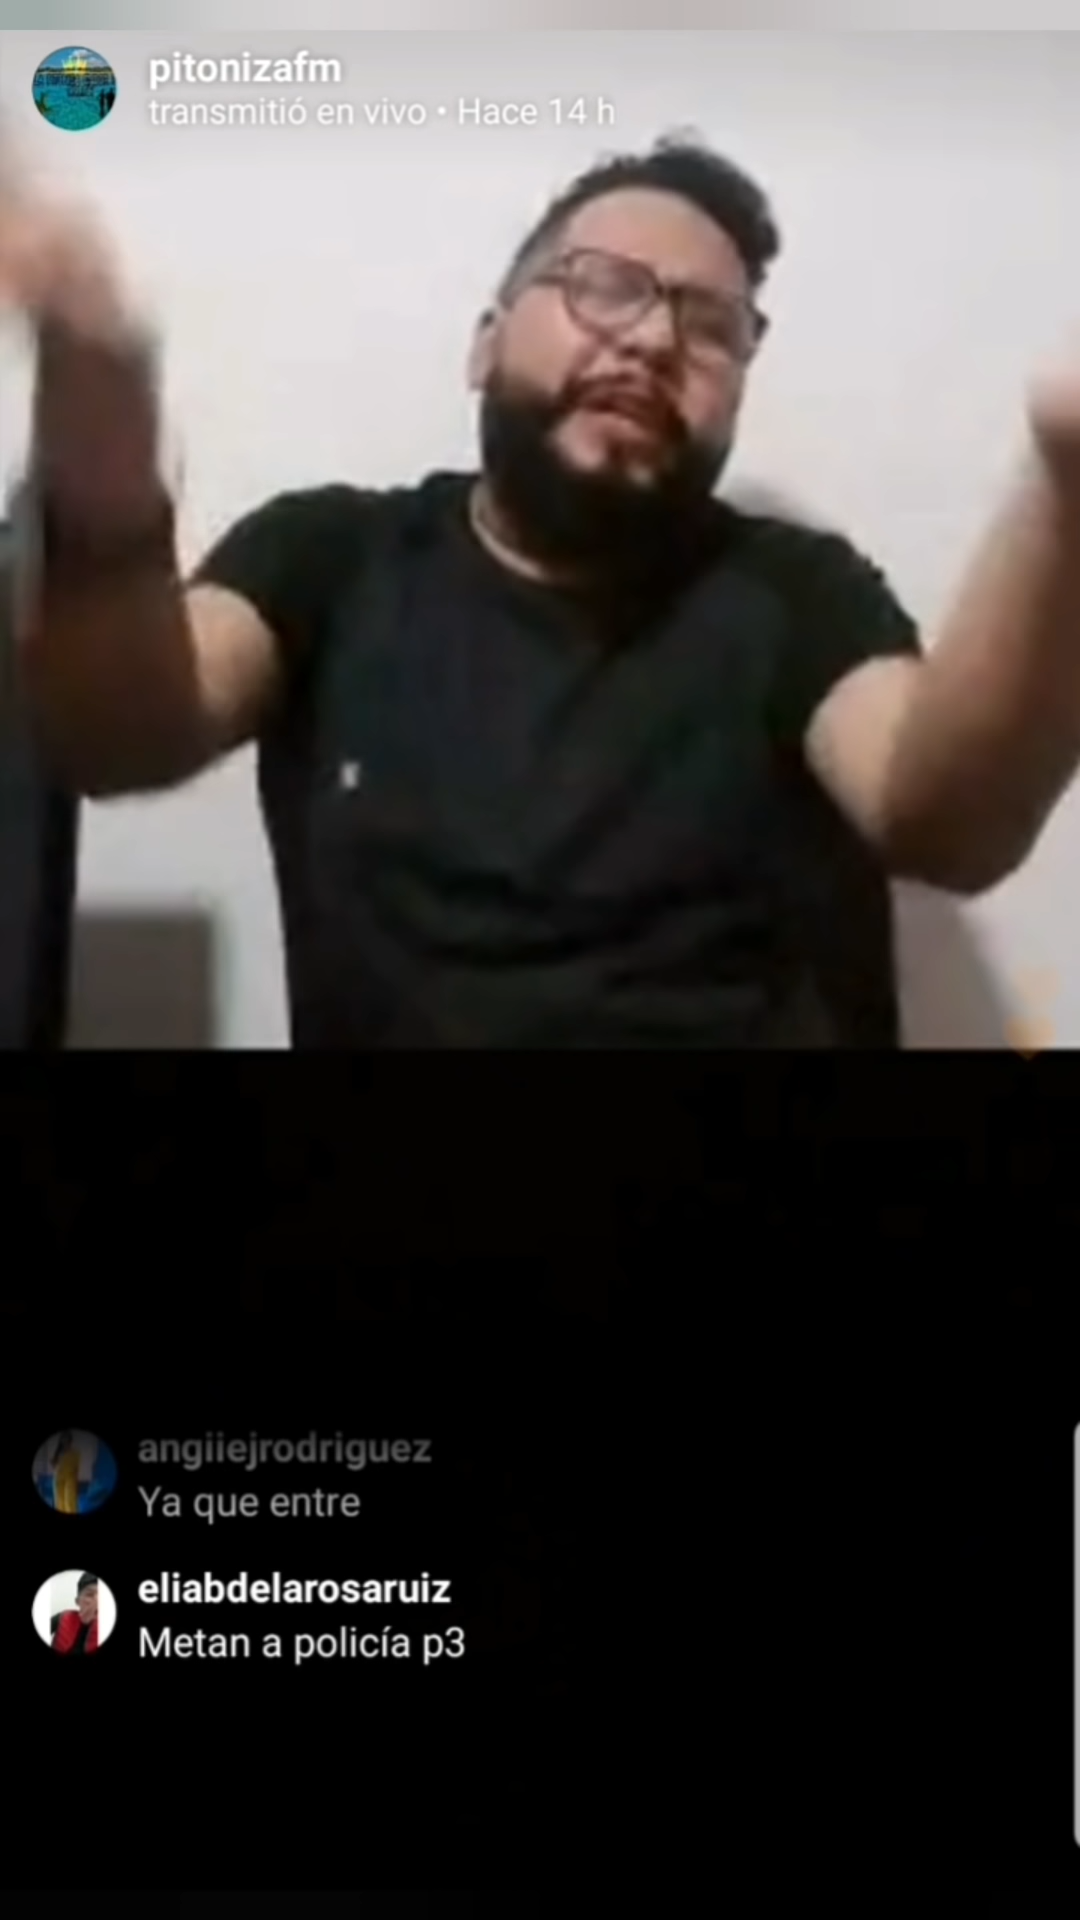 pitonizafm
transmitió en vivo • Hace 14 h
angiiejrodriguez
Ya que entre
eliabdelarosaruiz
Metan a policía p3